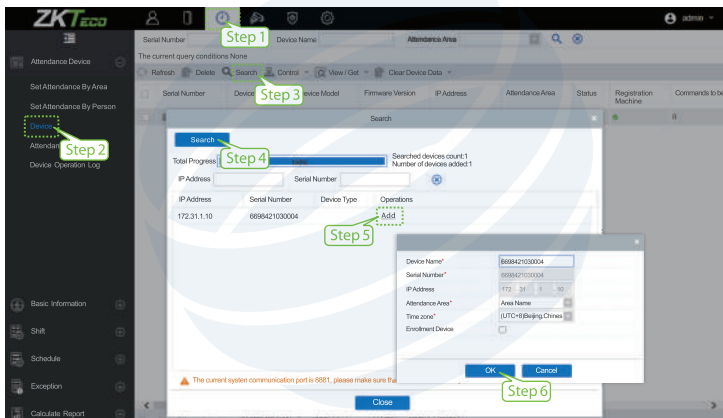 ZKTeco
admin
Step 1
Serial Number
Device Name
Attendance Area
The current query conditions None
Attendance Device
Refresh Delete Search Control View / Get Clear Device Data
Set Attendance By Area
Step 3
Serial Number Device Model Firmware Version IP Address Attendance Area Status Registration Machine Commands to be
Set Attendance By Person
Device
Step 2
Search
Search
Step 4
Total Progress
Searched devices count:1
Number of devices added:1
Device Operation Log
IP Address Serial Number
IP Address Serial Number Device Type Operations
172.31.1.10 6698421030004 Add
Step 5
Device Name* 6698421030004
Serial Number* 6698421030004
IP Address 172 31 1 10
Attendance Area* Area Name
Time zone* (UTC+8)Beijing,Chines
Enrollment Device
Basic Information
Shift
Schedule
OK Cancel
Step 6
Exception
The current systen communication port is 8881, please make sure tha
Close
Calculate Report